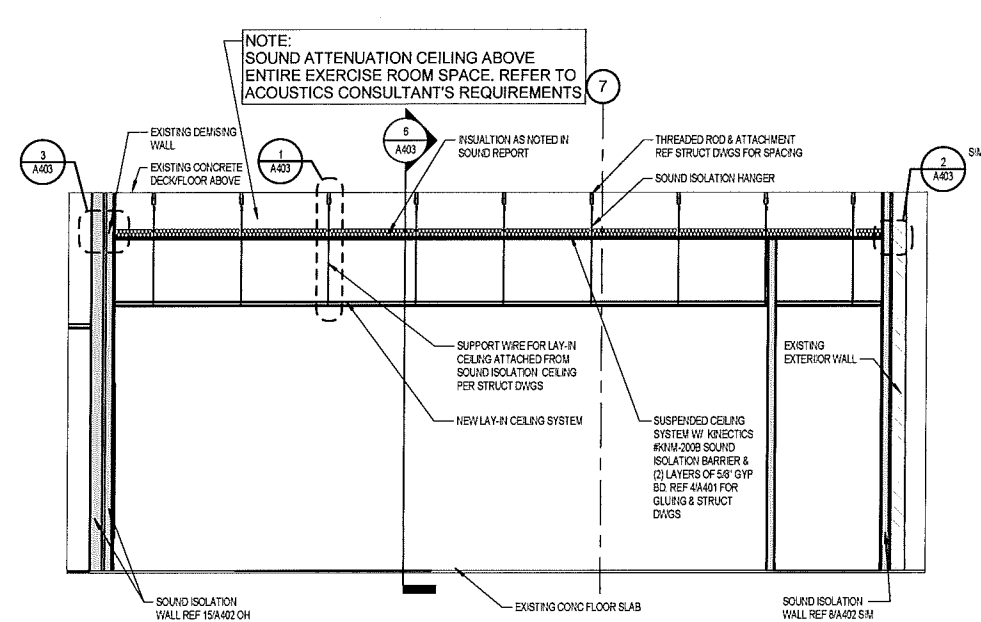 NOTE:
SOUND ATTENUATION CEILING ABOVE
ENTIRE EXERCISE ROOM SPACE. REFER TO
ACOUSTICS CONSULTANT'S REQUIREMENTS
7
3
A403
EXISTING DEMISING
WALL
EXISTING CONCRETE
DECK/FLOOR ABOVE
1
A403
6
A403
INSUALTION AS NOTED IN
SOUND REPORT
THREADED ROD & ATTACHMENT
REF STRUCT DWGS FOR SPACING
SOUND ISOLATION HANGER
2
A403
SIM
SUPPORT WIRE FOR LAY-IN
CEILING ATTACHED FROM
SOUND ISOLATION CEILING
PER STRUCT DWGS
NEW LAY-IN CEILING SYSTEM
EXISTING
EXTERIOR WALL
SUSPENDED CEILING
SYSTEM W/ KINECTICS
#KNM-200B SOUND
ISOLATION BARRIER &
(2) LAYERS OF 5/8" GYP
BD. REF 4/A401 FOR
GLUING & STRUCT
DWGS
SOUND ISOLATION
WALL REF 15/A402 OH
EXISTING CONC FLOOR SLAB
SOUND ISOLATION
WALL REF 8/A402 SIM